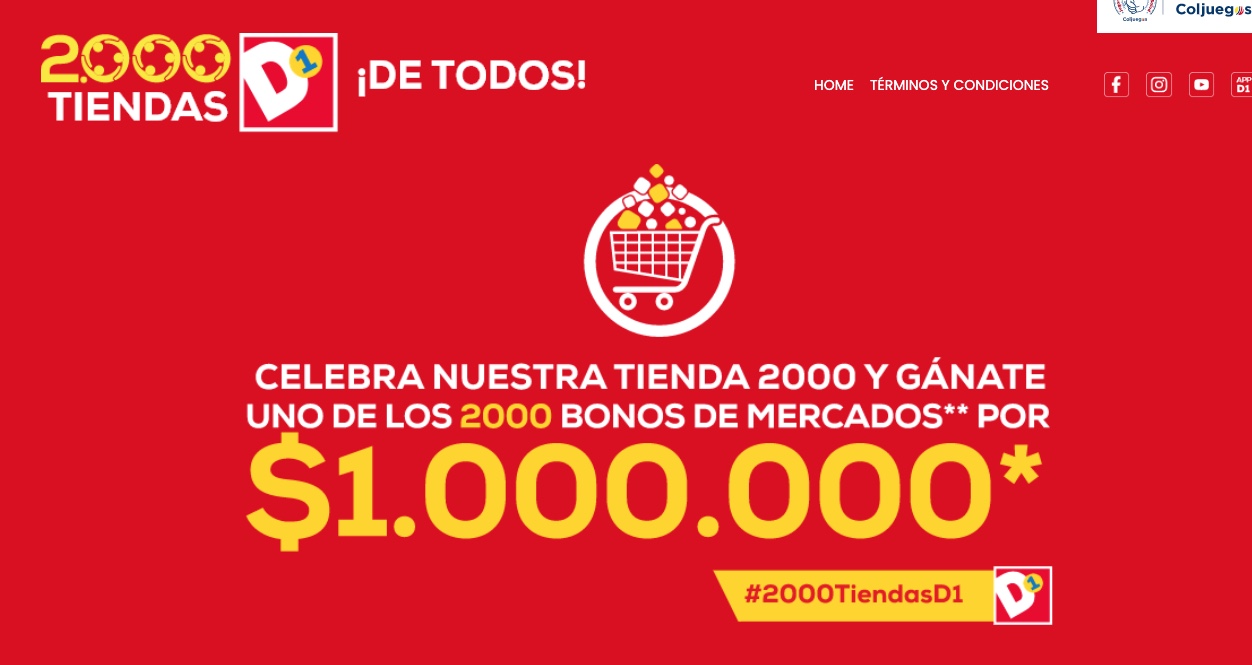 Coljuegos
Coljuegos
2.000
TIENDAS
D1
¡DE TODOS!
HOME
TÉRMINOS Y CONDICIONES
APP
D1
CELEBRA NUESTRA TIENDA 2000 Y GÁNATE
UNO DE LOS 2000 BONOS DE MERCADOS** POR
$1.000.000*
#2000TiendasD1
D1